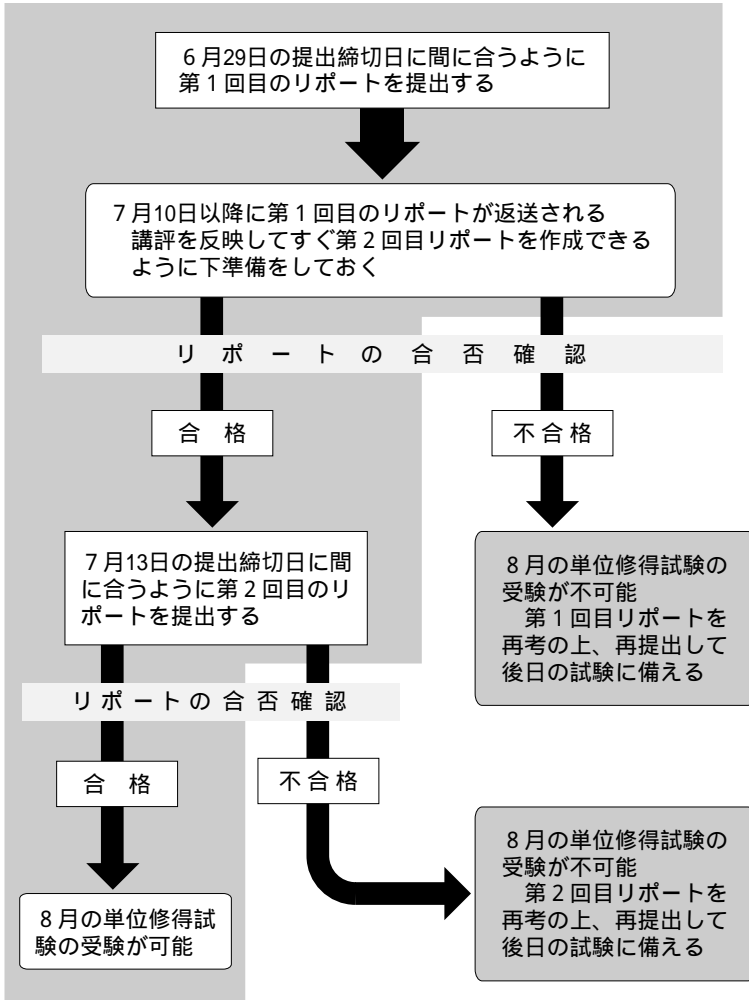 ６月29日の提出締切日に間に合うように
第１回目のリポートを提出する
７月10日以降に第１回目のリポートが返送される
講評を反映してすぐ第２回目リポートを作成できる
ように下準備をしておく
リポートの合否確認
合格
不合格
７月13日の提出締切日に間
に合うように第２回目のリ
ポートを提出する
８月の単位修得試験の
受験が不可能
第１回目リポートを
再考の上、再提出して
後日の試験に備える
リポートの合否確認
合格
不合格
８月の単位修得試
験の受験が可能
８月の単位修得試験の
受験が不可能
第２回目リポートを
再考の上、再提出して
後日の試験に備える